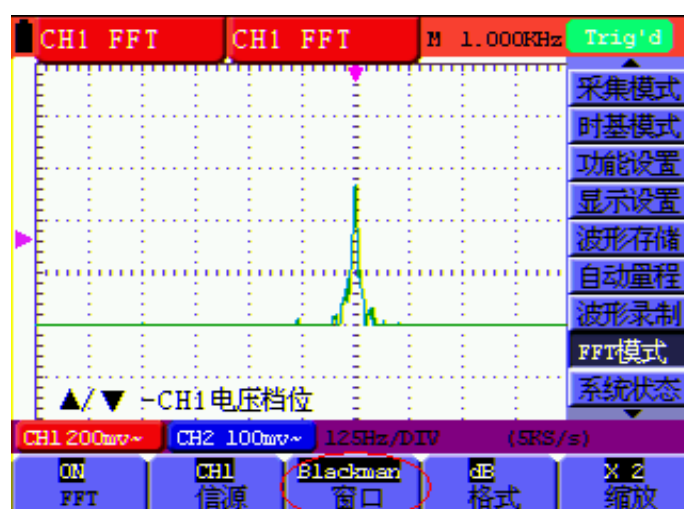 CH1 FFT CH1 FFT M 1.000KHz Trig'd
采集模式
时基模式
功能设置
显示设置
波形存储
自动量程
波形录制
FFT模式
系统状态
▲/▼ -CH1电压档位
CH1 200mv~ CH2 100mv~ 125Hz/DIV (5KS/s)
ON CH1 Blackman dB X 2
FFT 信源 窗口 格式 缩放